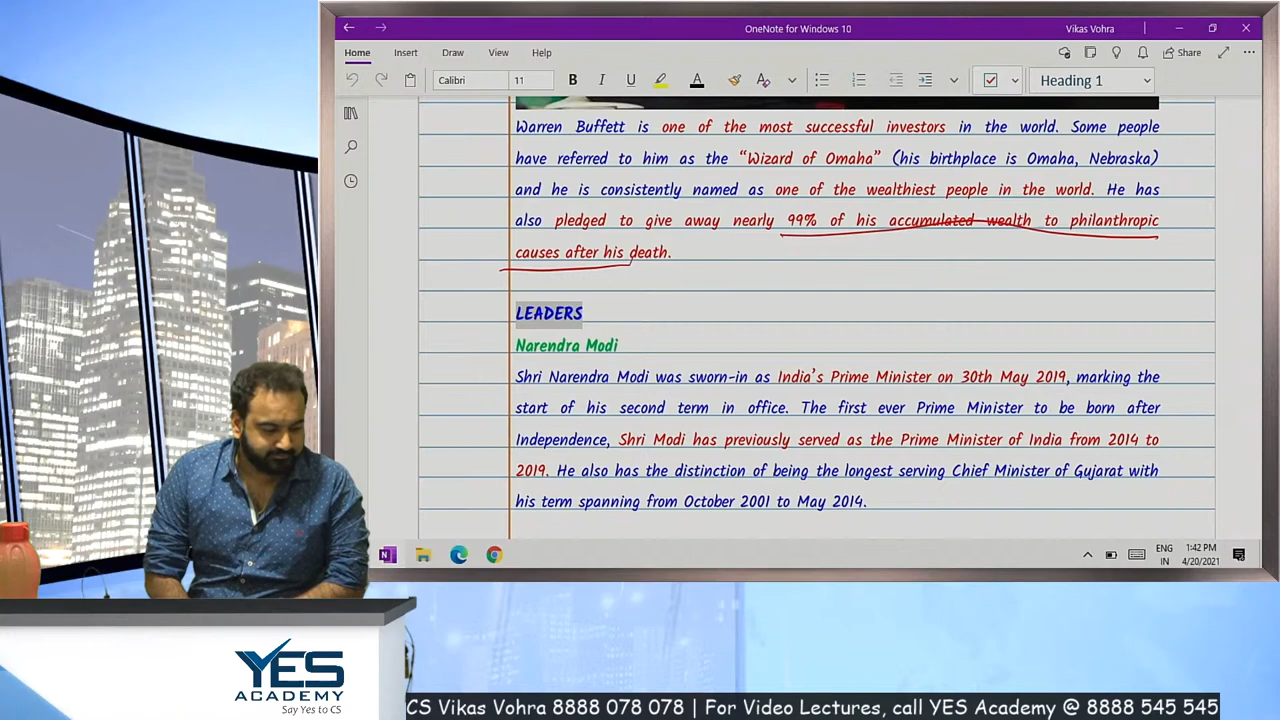 OneNote for Windows 10
Vikas Vohra
Home Insert Draw View Help
Share
Calibri 11 B I U A Heading 1
Warren Buffett is one of the most successful investors in the world. Some people
have referred to him as the “Wizard of Omaha” (his birthplace is Omaha, Nebraska)
and he is consistently named as one of the wealthiest people in the world. He has
also pledged to give away nearly 99% of his accumulated wealth to philanthropic
causes after his death.
LEADERS
Narendra Modi
Shri Narendra Modi was sworn-in as India’s Prime Minister on 30th May 2019, marking the
start of his second term in office. The first ever Prime Minister to be born after
Independence, Shri Modi has previously served as the Prime Minister of India from 2014 to
2019. He also has the distinction of being the longest serving Chief Minister of Gujarat with
his term spanning from October 2001 to May 2014.
ENG 1:42 PM
IN 4/20/2021
YES
ACADEMY
Say Yes to CS
CS Vikas Vohra 8888 078 078 | For Video Lectures, call YES Academy @ 8888 545 545